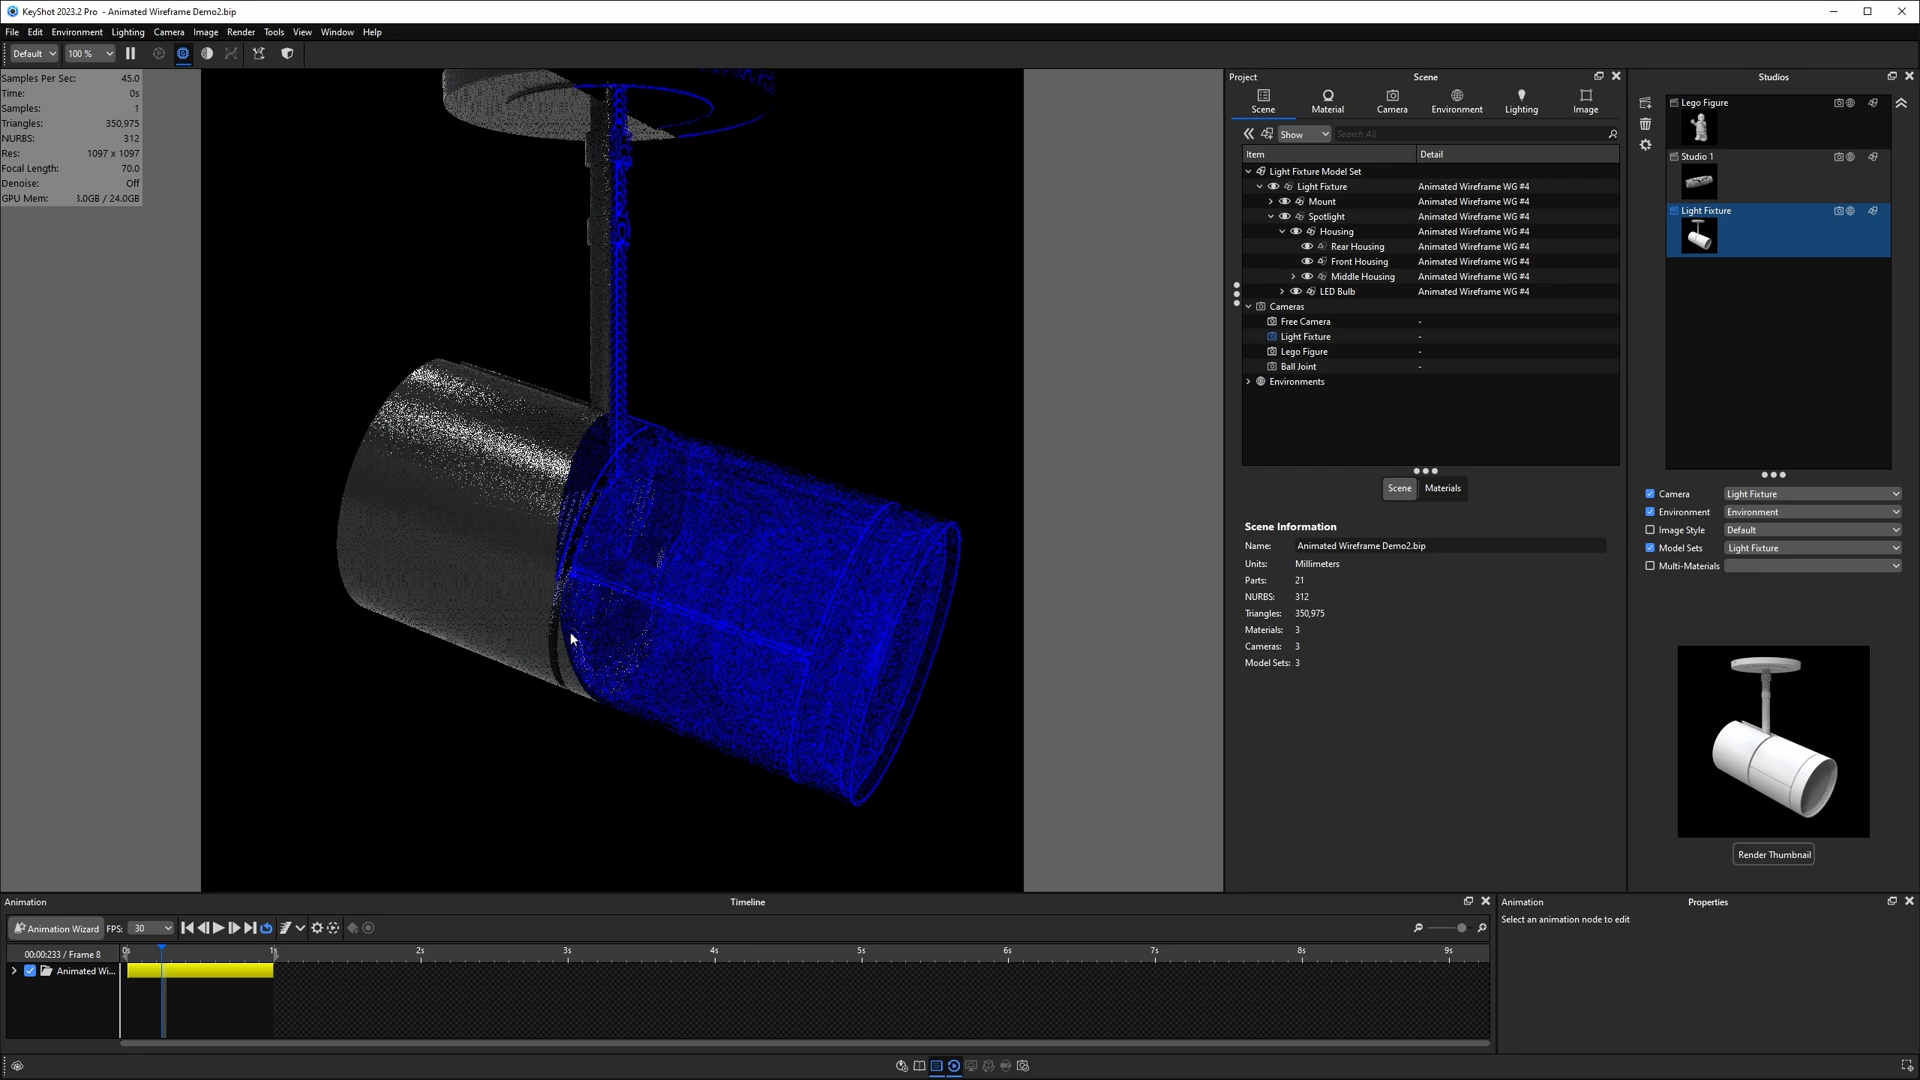 KeyShot 2023.2 Pro - Animated Wireframe Demo2.bip
File Edit Environment Lighting Camera Image Render Tools View Window Help
Default 100 %
Samples Per Sec: 45.0
Time: 0s
Samples: 1
Triangles: 350,975
NURBS: 312
Res: 1097 x 1097
Focal Length: 70.0
Denoise: Off
GPU Mem: 3.0GB / 24.0GB
Project Scene
Scene Material Camera Environment Lighting Image
Show Search All
Item Detail
Light Fixture Model Set
Light Fixture Animated Wireframe WG #4
Mount Animated Wireframe WG #4
Spotlight Animated Wireframe WG #4
Housing Animated Wireframe WG #4
Rear Housing Animated Wireframe WG #4
Front Housing Animated Wireframe WG #4
Middle Housing Animated Wireframe WG #4
LED Bulb Animated Wireframe WG #4
Cameras
Free Camera -
Light Fixture -
Lego Figure -
Ball Joint -
Environments
Scene Materials
Scene Information
Name: Animated Wireframe Demo2.bip
Units: Millimeters
Parts: 21
NURBS: 312
Triangles: 350,975
Materials: 3
Cameras: 3
Model Sets: 3
Studios
Lego Figure
Studio 1
Light Fixture
Camera Light Fixture
Environment Environment
Image Style Default
Model Sets Light Fixture
Multi-Materials
Render Thumbnail
Animation Timeline
Animation Wizard FPS: 30
00:00:233 / Frame 8 0s 1s 2s 3s 4s 5s 6s 7s 8s 9s
Animated Wi...
Animation Properties
Select an animation node to edit